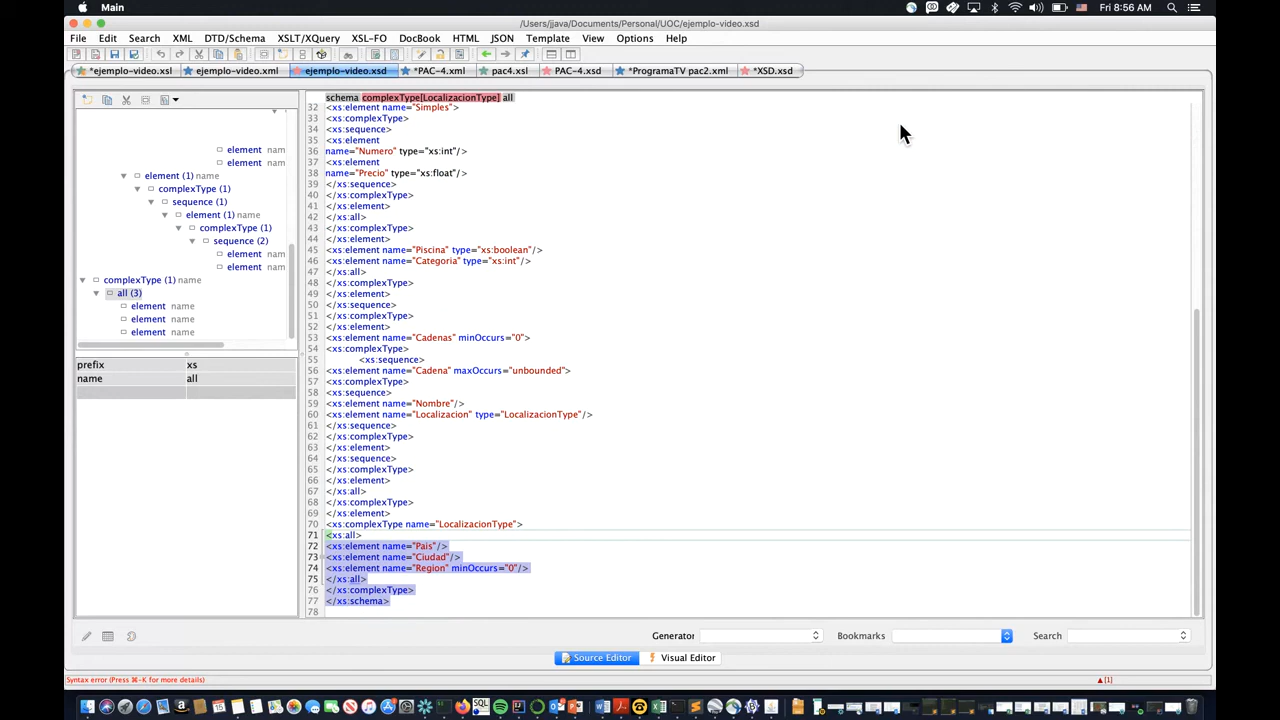 Main
Fri 8:56 AM
/Users/jjava/Documents/Personal/UOC/ejemplo-video.xsd
File Edit Search XML DTD/Schema XSLT/XQuery XSL-FO DocBook HTML JSON Template View Options Help
*ejemplo-video.xsl ejemplo-video.xml ejemplo-video.xsd *PAC-4.xml pac4.xsl PAC-4.xsd *ProgramaTV pac2.xml *XSD.xsd
schema complexType[LocalizacionType] all
element nam
element nam
element (1) name
complexType (1)
sequence (1)
element (1) name
complexType (1)
sequence (2)
element nam
element nam
complexType (1) name
all (3)
element name
element name
element name
prefix xs
name all
32 <xs:element name="Simples">
33 <xs:complexType>
34 <xs:sequence>
35 <xs:element
36 name="Numero" type="xs:int"/>
37 <xs:element
38 name="Precio" type="xs:float"/>
39 </xs:sequence>
40 </xs:complexType>
41 </xs:element>
42 </xs:all>
43 </xs:complexType>
44 </xs:element>
45 <xs:element name="Piscina" type="xs:boolean"/>
46 <xs:element name="Categoria" type="xs:int"/>
47 </xs:all>
48 </xs:complexType>
49 </xs:element>
50 </xs:sequence>
51 </xs:complexType>
52 </xs:element>
53 <xs:element name="Cadenas" minOccurs="0">
54 <xs:complexType>
55 <xs:sequence>
56 <xs:element name="Cadena" maxOccurs="unbounded">
57 <xs:complexType>
58 <xs:sequence>
59 <xs:element name="Nombre"/>
60 <xs:element name="Localizacion" type="LocalizacionType"/>
61 </xs:sequence>
62 </xs:complexType>
63 </xs:element>
64 </xs:sequence>
65 </xs:complexType>
66 </xs:element>
67 </xs:all>
68 </xs:complexType>
69 </xs:element>
70 <xs:complexType name="LocalizacionType">
71 <xs:all>
72 <xs:element name="Pais"/>
73 <xs:element name="Ciudad"/>
74 <xs:element name="Region" minOccurs="0"/>
75 </xs:all>
76 </xs:complexType>
77 </xs:schema>
78
Generator Bookmarks Search
Source Editor Visual Editor
Syntax error (Press ⌘-K for more details) [1]